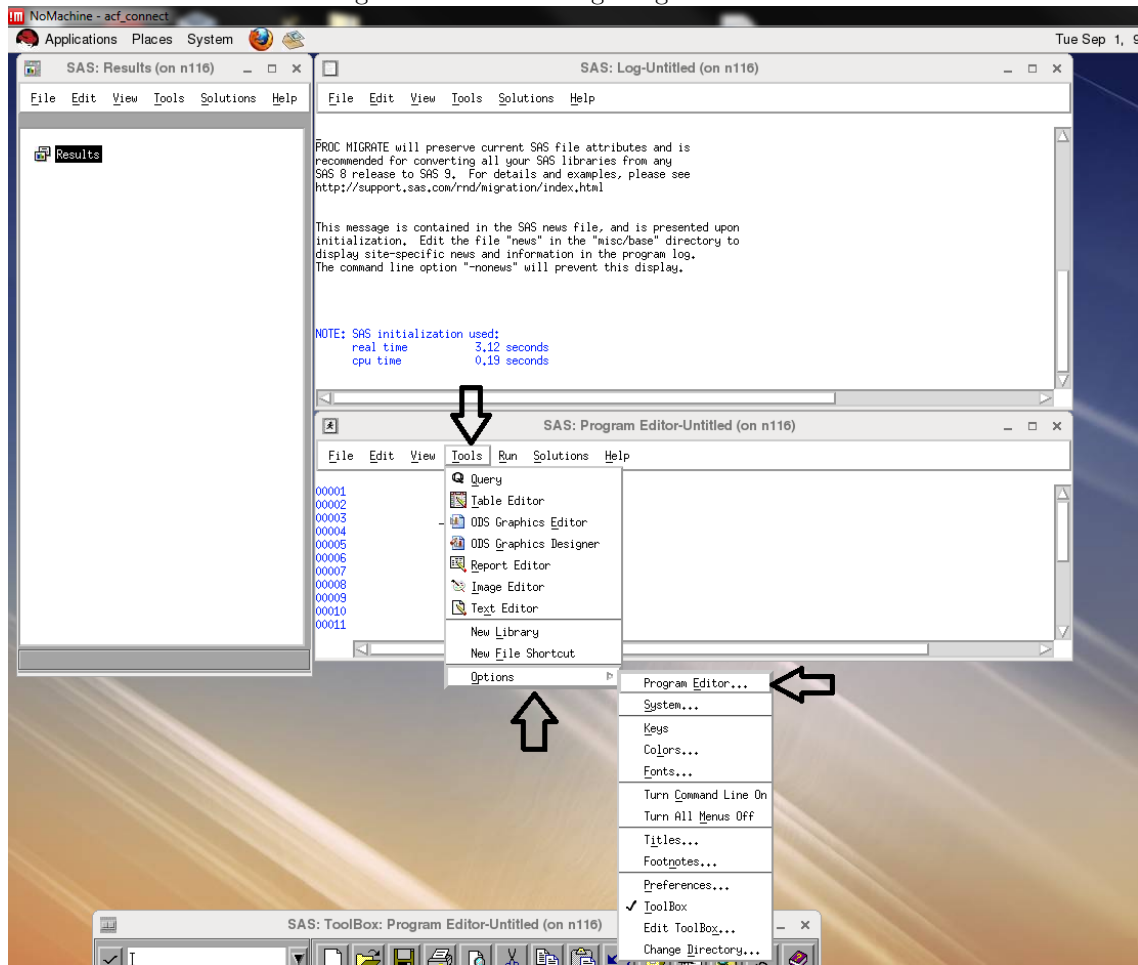 NoMachine - acf_connect
Applications Places System
Tue Sep 1, 9
SAS: Results (on n116)
File Edit View Tools Solutions Help
Results
SAS: Log-Untitled (on n116)
File Edit View Tools Solutions Help
PROC MIGRATE will preserve current SAS file attributes and is
recommended for converting all your SAS libraries from any
SAS 8 release to SAS 9. For details and examples, please see
http://support.sas.com/rnd/migration/index.html
This message is contained in the SAS news file, and is presented upon
initialization. Edit the file "news" in the "misc/base" directory to
display site-specific news and information in the program log.
The command line option "-nonews" will prevent this display.
NOTE: SAS initialization used:
real time 3.12 seconds
cpu time 0.19 seconds
SAS: Program Editor-Untitled (on n116)
File Edit View Tools Run Solutions Help
00001
00002
00003
00004
00005
00006
00007
00008
00009
00010
00011
Query
Table Editor
ODS Graphics Editor
ODS Graphics Designer
Report Editor
Image Editor
Text Editor
New Library
New File Shortcut
Options
Program Editor...
System...
Keys
Colors...
Fonts...
Turn Command Line On
Turn All Menus Off
Titles...
Footnotes...
Preferences...
ToolBox
Edit ToolBox...
Change Directory...
SAS: ToolBox: Program Editor-Untitled (on n116)